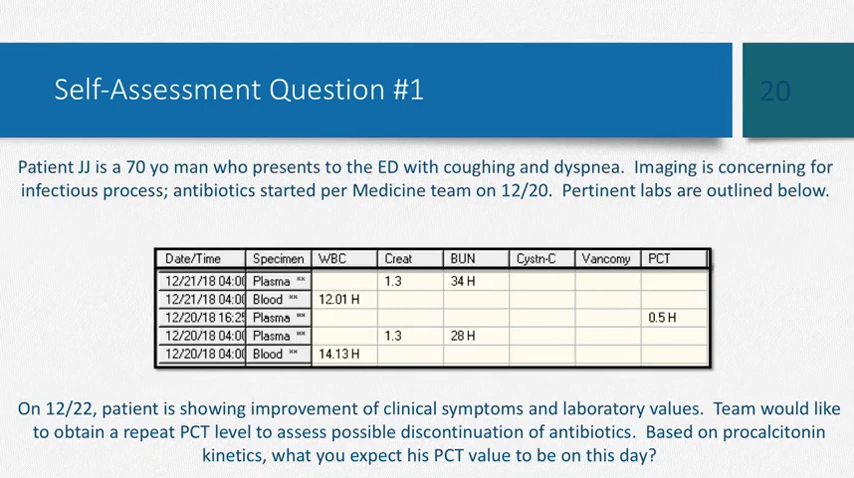 Self-Assessment Question #1
20
Patient JJ is a 70 yo man who presents to the ED with coughing and dyspnea. Imaging is concerning for
infectious process; antibiotics started per Medicine team on 12/20. Pertinent labs are outlined below.
Date/Time Specimen WBC Creat BUN Cystn-C Vancomy PCT
12/21/18 04:00 Plasma ** 1.3 34 H
12/21/18 04:00 Blood ** 12.01 H
12/20/18 16:25 Plasma ** 0.5 H
12/20/18 04:00 Plasma ** 1.3 28 H
12/20/18 04:00 Blood ** 14.13 H
On 12/22, patient is showing improvement of clinical symptoms and laboratory values. Team would like
to obtain a repeat PCT level to assess possible discontinuation of antibiotics. Based on procalcitonin
kinetics, what you expect his PCT value to be on this day?